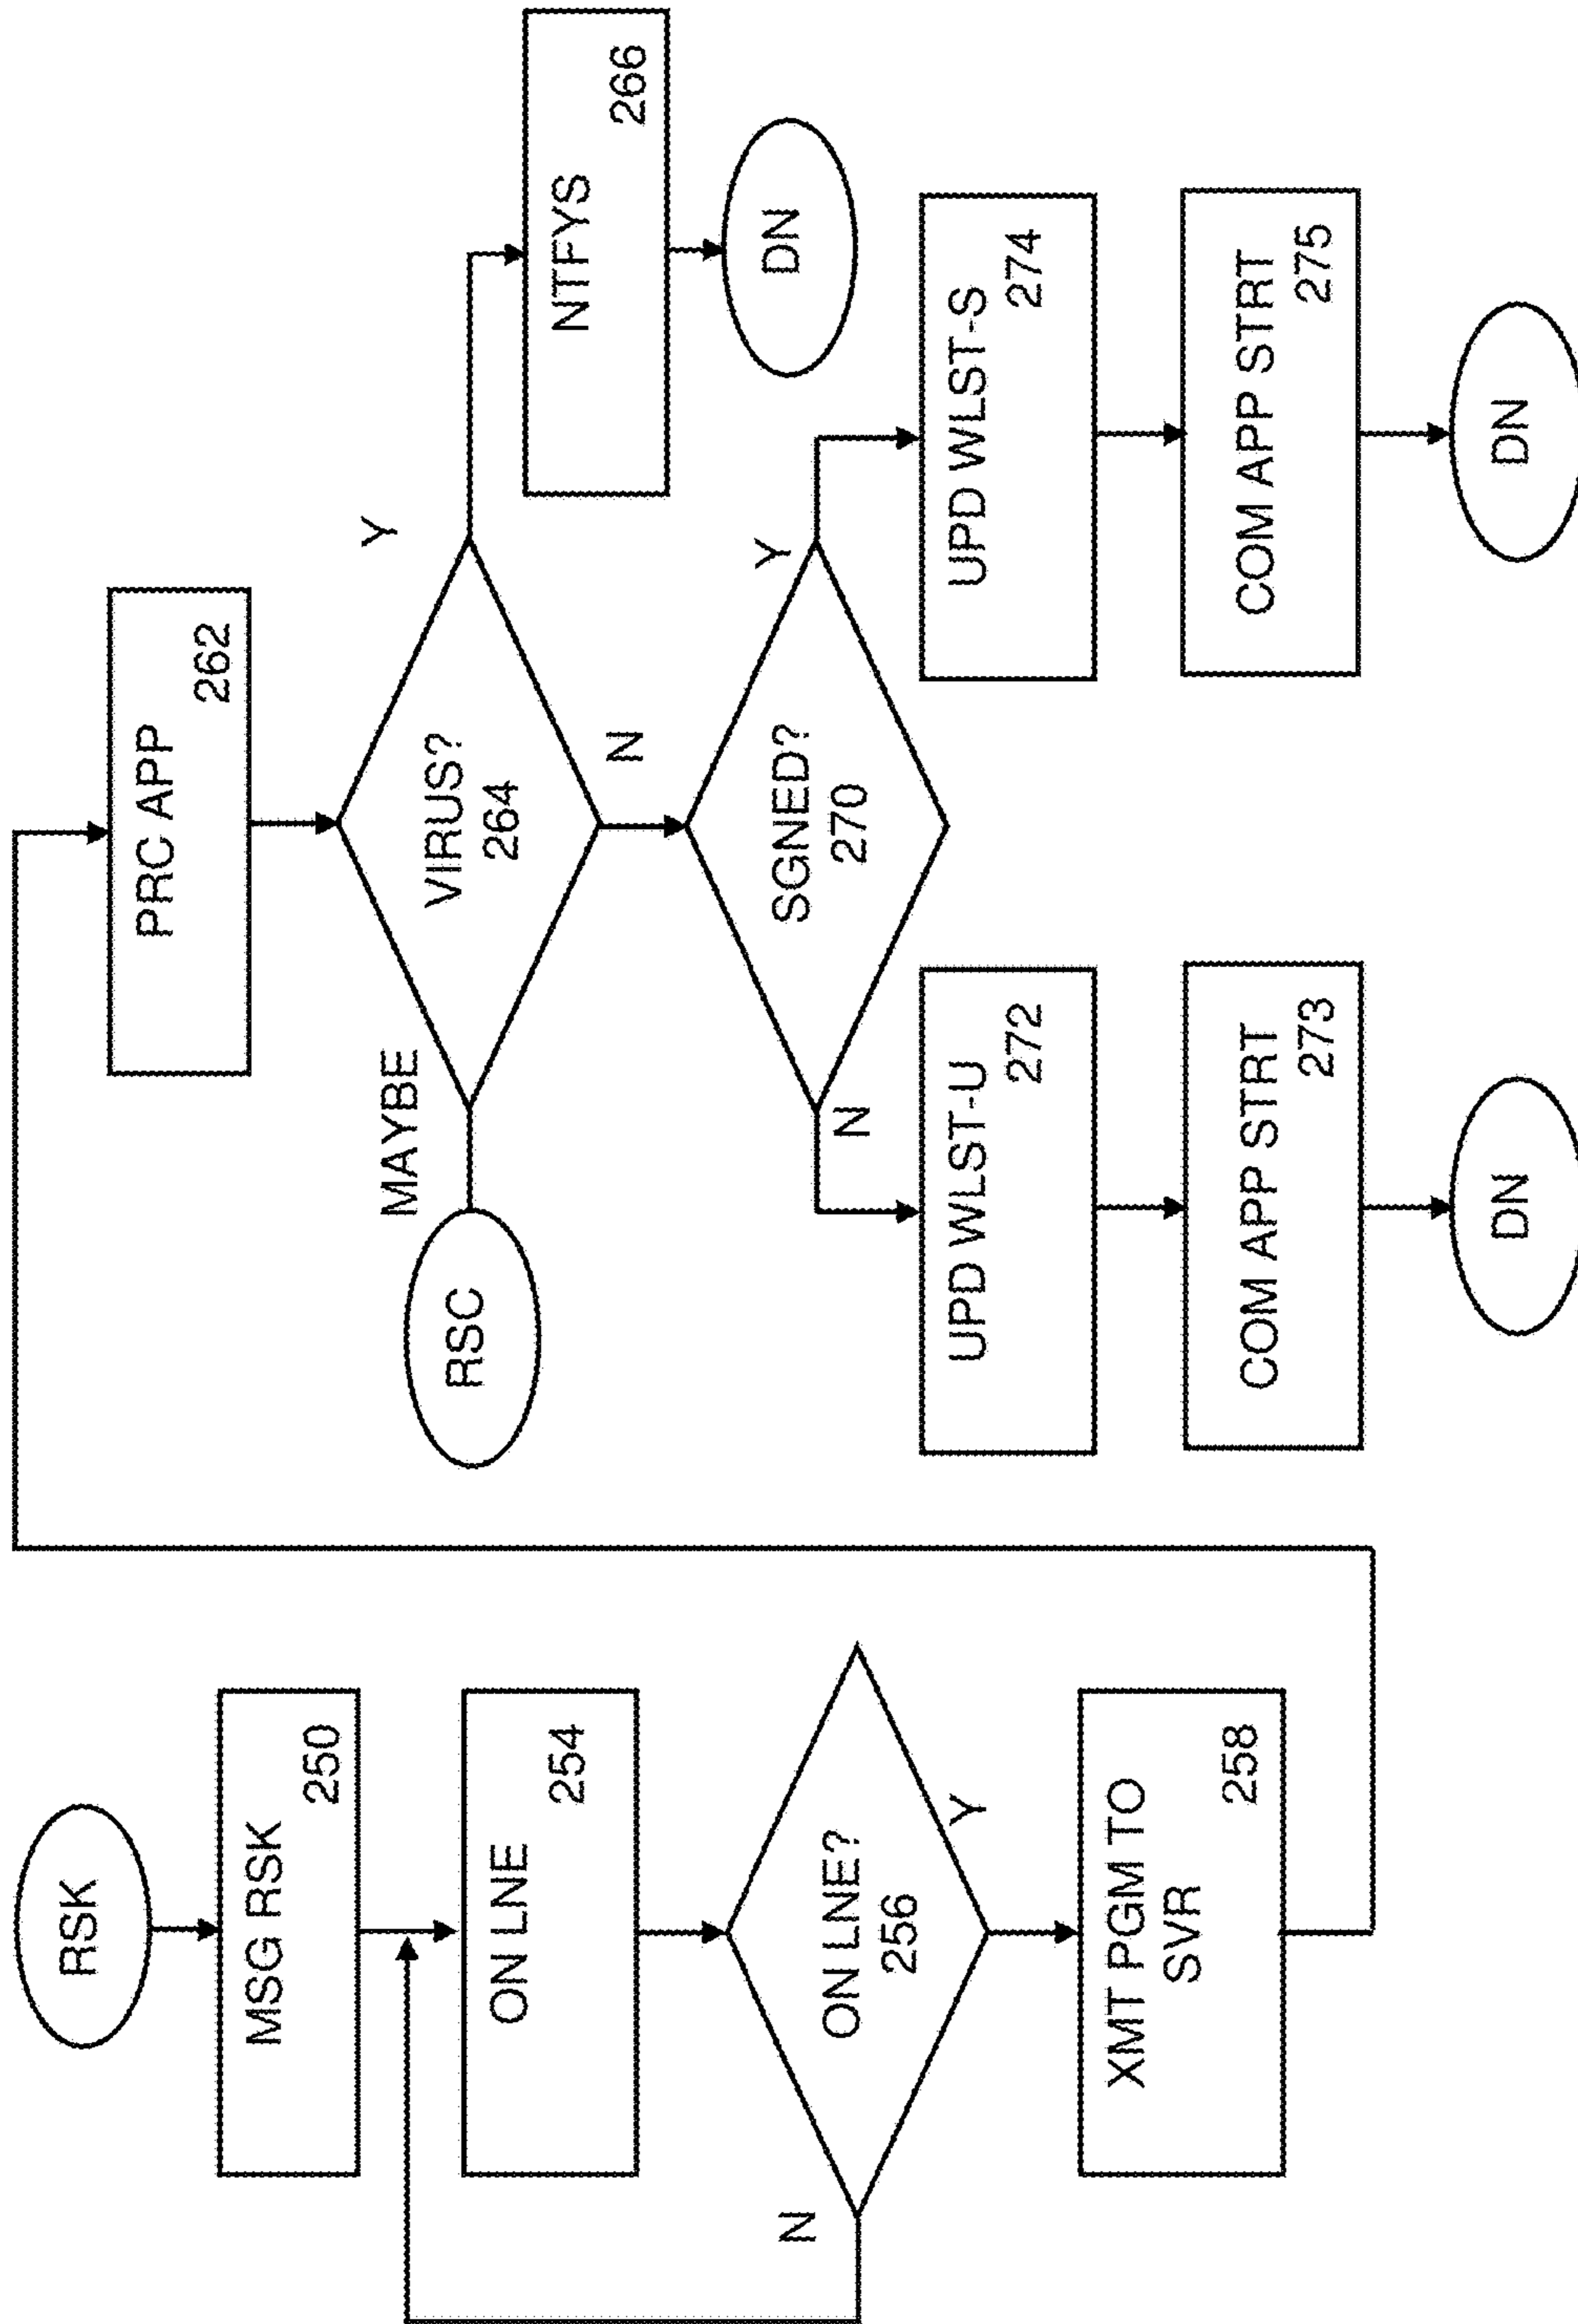 RSK
MSG RSK
250
ON LNE
254
ON LNE?
256
N
Y
XMT PGM TO
SVR
258
PRC APP
262
VIRUS?
264
MAYBE
Y
N
RSC
NTFYS
266
DN
SGNED?
270
N
Y
UPD WLST-U
272
COM APP STRT
273
DN
UPD WLST-S
274
COM APP STRT
275
DN